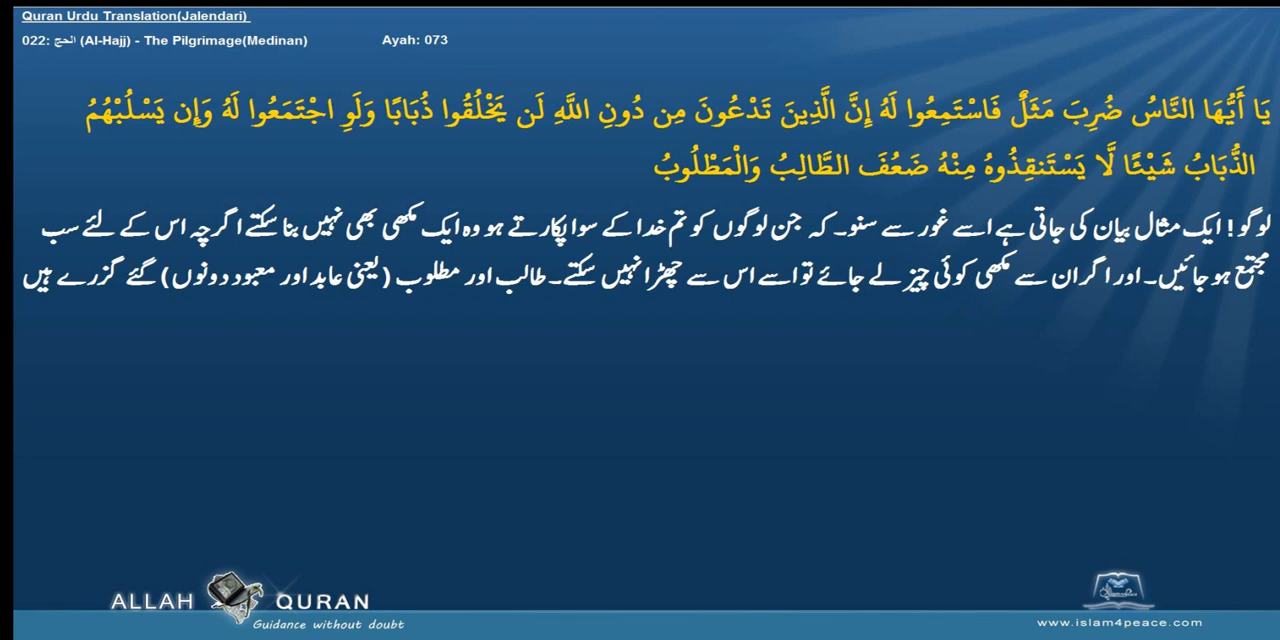 Quran Urdu Translation(Jalendari)
022: الحج (Al-Hajj) - The Pilgrimage(Medinan) Ayah: 073
يَا أَيُّهَا النَّاسُ ضُرِبَ مَثَلٌ فَاسْتَمِعُوا لَهُ إِنَّ الَّذِينَ تَدْعُونَ مِن دُونِ اللَّهِ لَن يَخْلُقُوا ذُبَابًا وَلَوِ اجْتَمَعُوا لَهُ وَإِن يَسْلُبْهُمُ
الذُّبَابُ شَيْئًا لَّا يَسْتَنقِذُوهُ مِنْهُ ضَعُفَ الطَّالِبُ وَالْمَطْلُوبُ
لوگو! ایک مثال بیان کی جاتی ہے اسے غور سے سنو۔ کہ جن لوگوں کو تم خدا کے سوا پکارتے ہو وہ ایک مکھی بھی نہیں بنا سکتے اگرچہ اس کے لئے سب
مجتمع ہو جائیں۔ اور اگر ان سے مکھی کوئی چیز لے جائے تو اسے اس سے چھڑا نہیں سکتے۔ طالب اور مطلوب (یعنی عابد اور معبود دونوں) گئے گزرے ہیں
ALLAH QURAN
Guidance without doubt
www.islam4peace.com